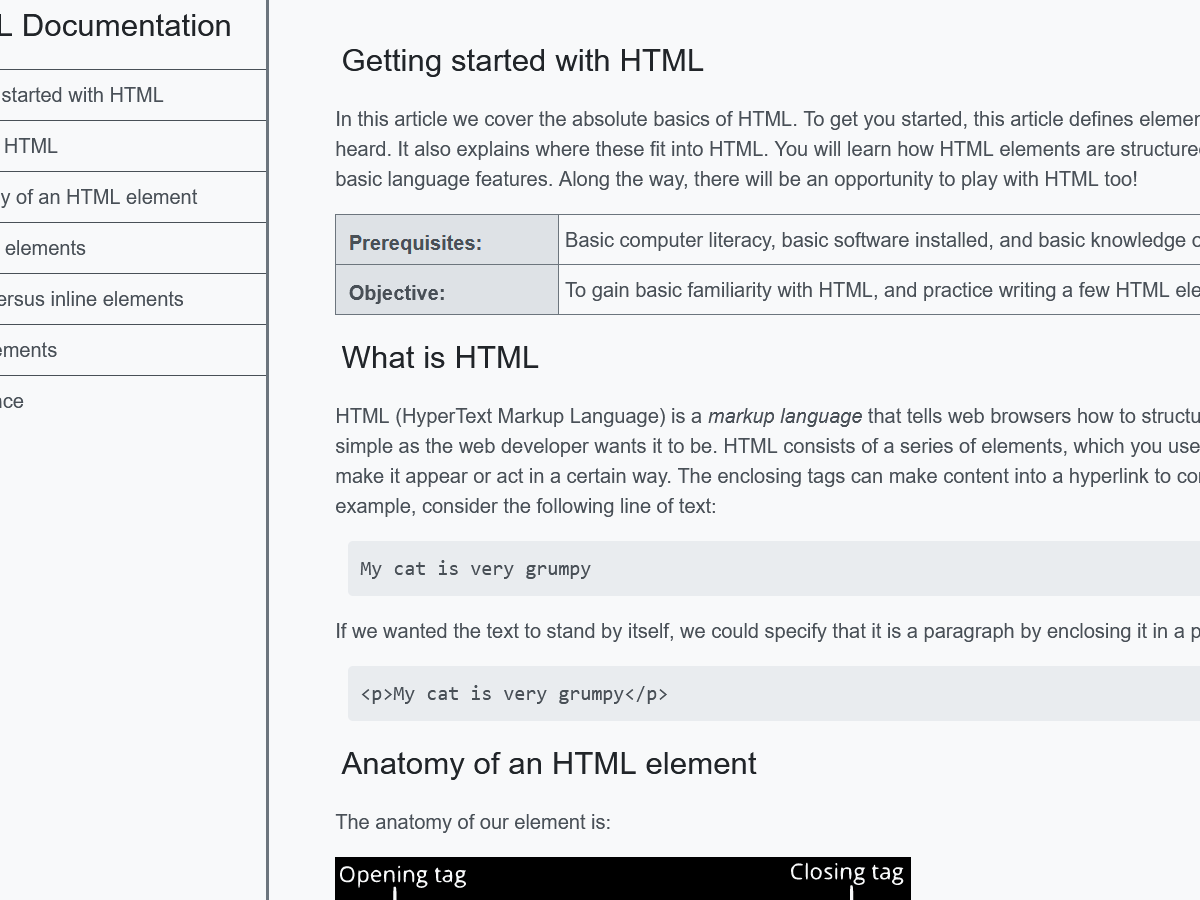 L Documentation
started with HTML
HTML
y of an HTML element
elements
ersus inline elements
ements
nce
Getting started with HTML
In this article we cover the absolute basics of HTML. To get you started, this article defines elemen
heard. It also explains where these fit into HTML. You will learn how HTML elements are structured
basic language features. Along the way, there will be an opportunity to play with HTML too!
Prerequisites: Basic computer literacy, basic software installed, and basic knowledge o
Objective: To gain basic familiarity with HTML, and practice writing a few HTML ele
What is HTML
HTML (HyperText Markup Language) is a markup language that tells web browsers how to structu
simple as the web developer wants it to be. HTML consists of a series of elements, which you use
make it appear or act in a certain way. The enclosing tags can make content into a hyperlink to con
example, consider the following line of text:
My cat is very grumpy
If we wanted the text to stand by itself, we could specify that it is a paragraph by enclosing it in a p
<p>My cat is very grumpy</p>
Anatomy of an HTML element
The anatomy of our element is:
Opening tag
Closing tag